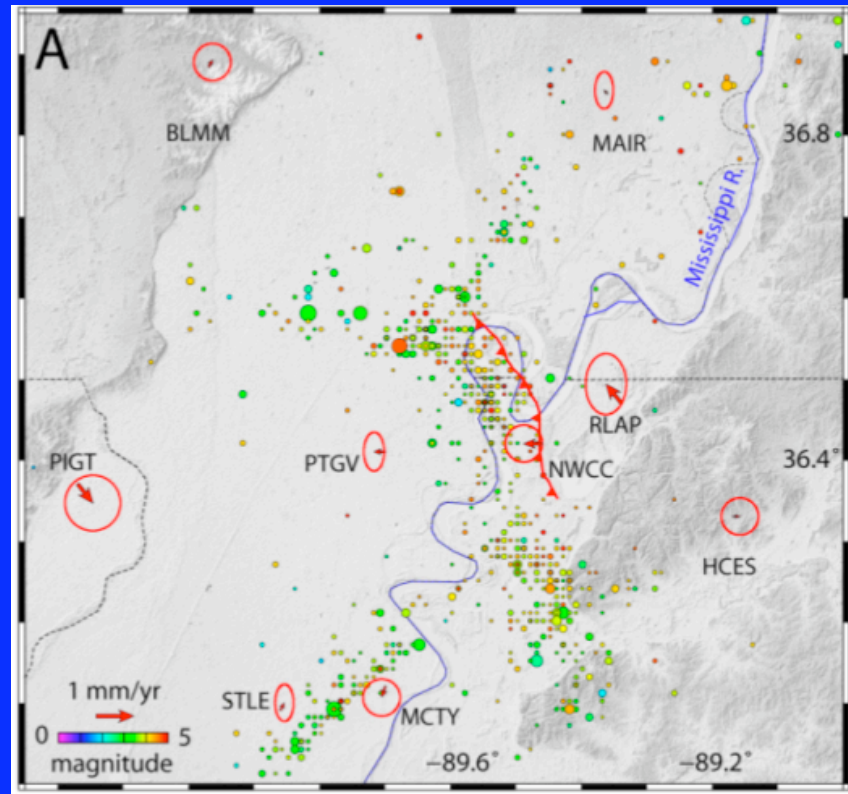 A
BLMM
MAIR
36.8
Mississippi R.
RLAP
PIGT
PTGV
NWCC
36.4°
HCES
1 mm/yr
STLE
MCTY
0 5
magnitude
−89.6° −89.2°